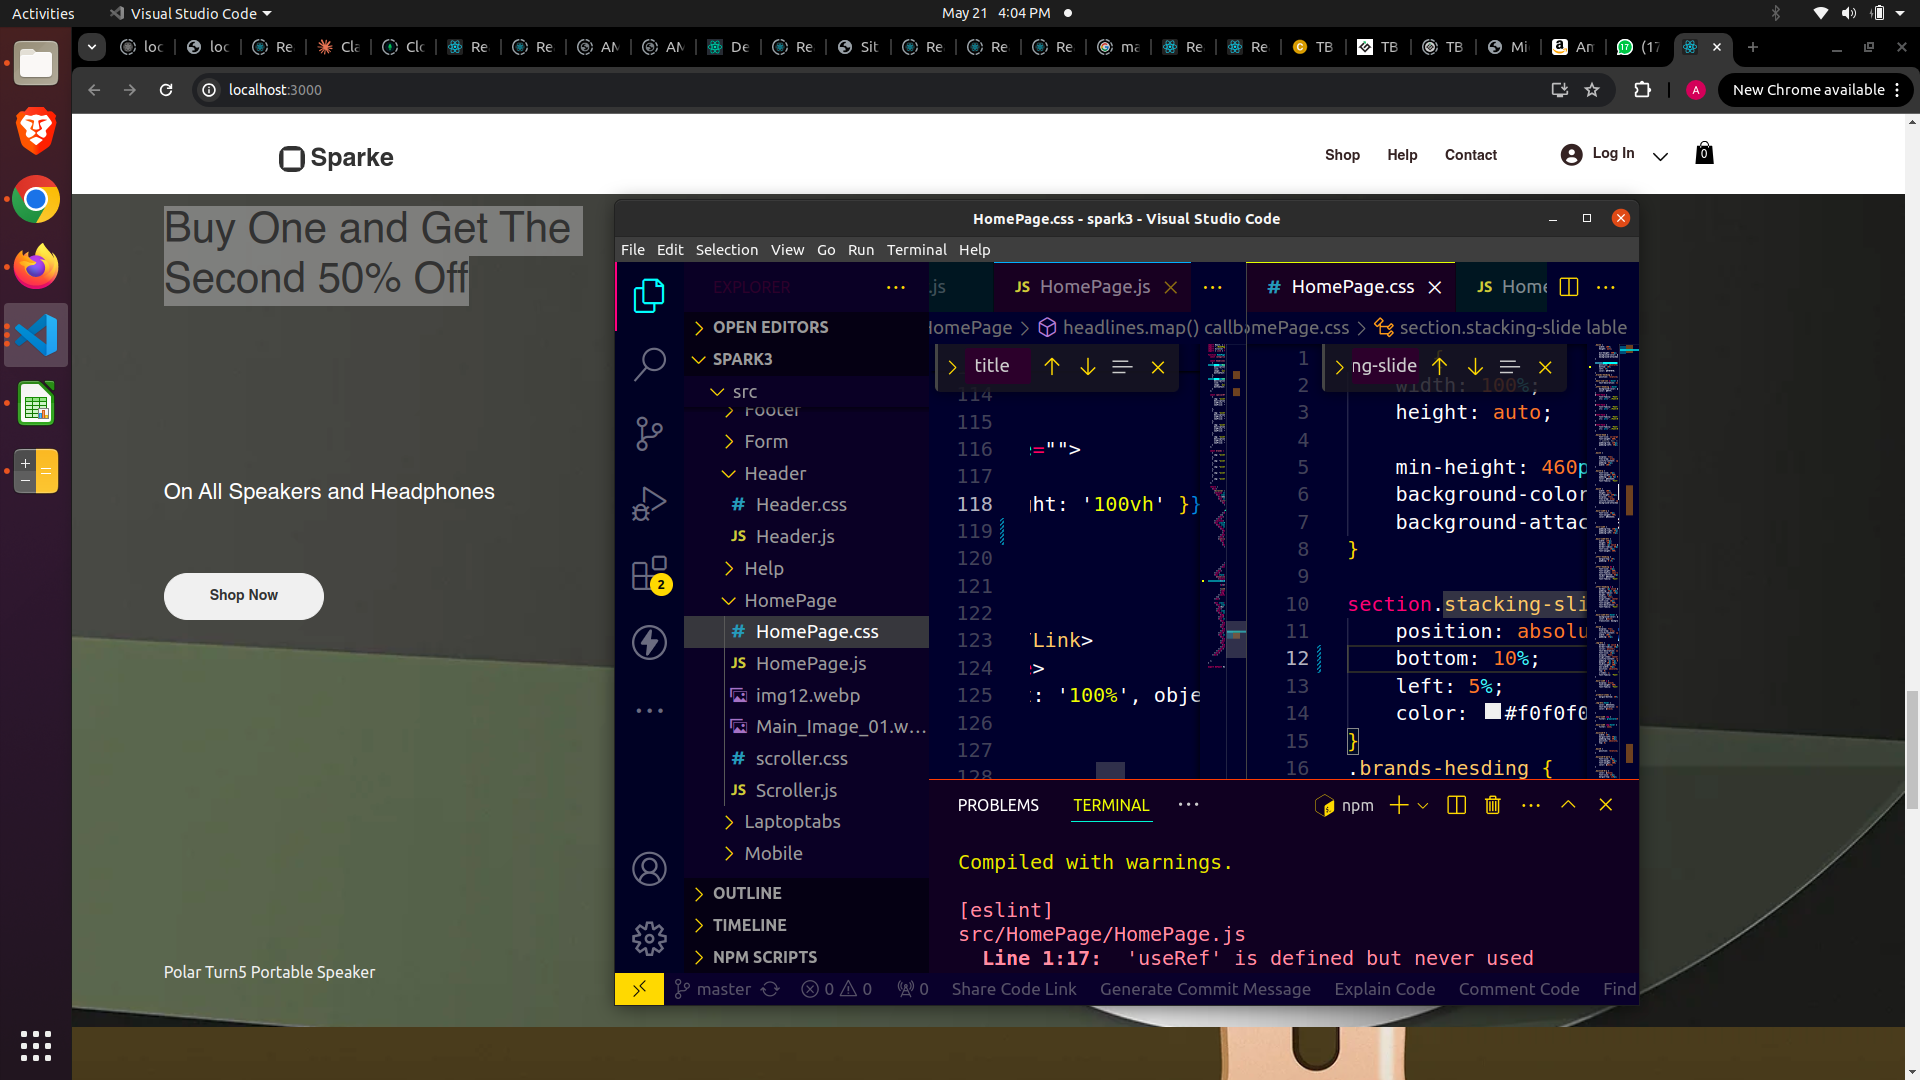 Activities
Visual Studio Code
May 21 4:04 PM
loc
loc
Re
Cla
Clo
Re
Re
AM
AM
De
Re
Sit
Re
Re
Re
ma
Re
Re
TB
TB
TB
Mi
Am
(17
localhost:3000
New Chrome available
A
Sparke
Shop
Help
Contact
Log In
0
Buy One and Get The
Second 50% Off
On All Speakers and Headphones
Shop Now
Polar Turn5 Portable Speaker
HomePage.css - spark3 - Visual Studio Code
File Edit Selection View Go Run Terminal Help
EXPLORER
OPEN EDITORS
SPARK3
src
Footer
Form
Header
Header.css
Header.js
Help
HomePage
HomePage.css
HomePage.js
img12.webp
Main_Image_01.w...
scroller.css
Scroller.js
Laptoptabs
Mobile
OUTLINE
TIMELINE
NPM SCRIPTS
2
.js
JS HomePage.js
HomePage
headlines.map() callb
title
114
115
116 ="">
117
118 ht: '100vh' }}
119
120
121
122
123 Link>
124 >
125 : '100%', obje
126
127
128
# HomePage.css
JS Home
omePage.css
section.stacking-slide lable
ng-slide
1 {
2 width: 100%;
3 height: auto;
4
5 min-height: 460p
6 background-color
7 background-attac
8 }
9
10 section.stacking-sli
11 position: absolu
12 bottom: 10%;
13 left: 5%;
14 color: #f0f0f0
15 }
16 .brands-hesding {
PROBLEMS
TERMINAL
npm
Compiled with warnings.
[eslint]
src/HomePage/HomePage.js
Line 1:17: 'useRef' is defined but never used
master
0
0
0
Share Code Link
Generate Commit Message
Explain Code
Comment Code
Find